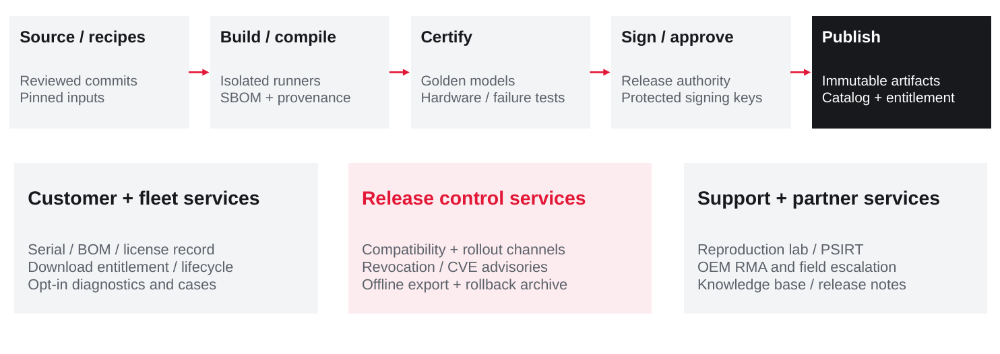 Source / recipes
Reviewed commits
Pinned inputs
Build / compile
Isolated runners
SBOM + provenance
Certify
Golden models
Hardware / failure tests
Sign / approve
Release authority
Protected signing keys
Publish
Immutable artifacts
Catalog + entitlement
Customer + fleet services
Serial / BOM / license record
Download entitlement / lifecycle
Opt-in diagnostics and cases
Release control services
Compatibility + rollout channels
Revocation / CVE advisories
Offline export + rollback archive
Support + partner services
Reproduction lab / PSIRT
OEM RMA and field escalation
Knowledge base / release notes